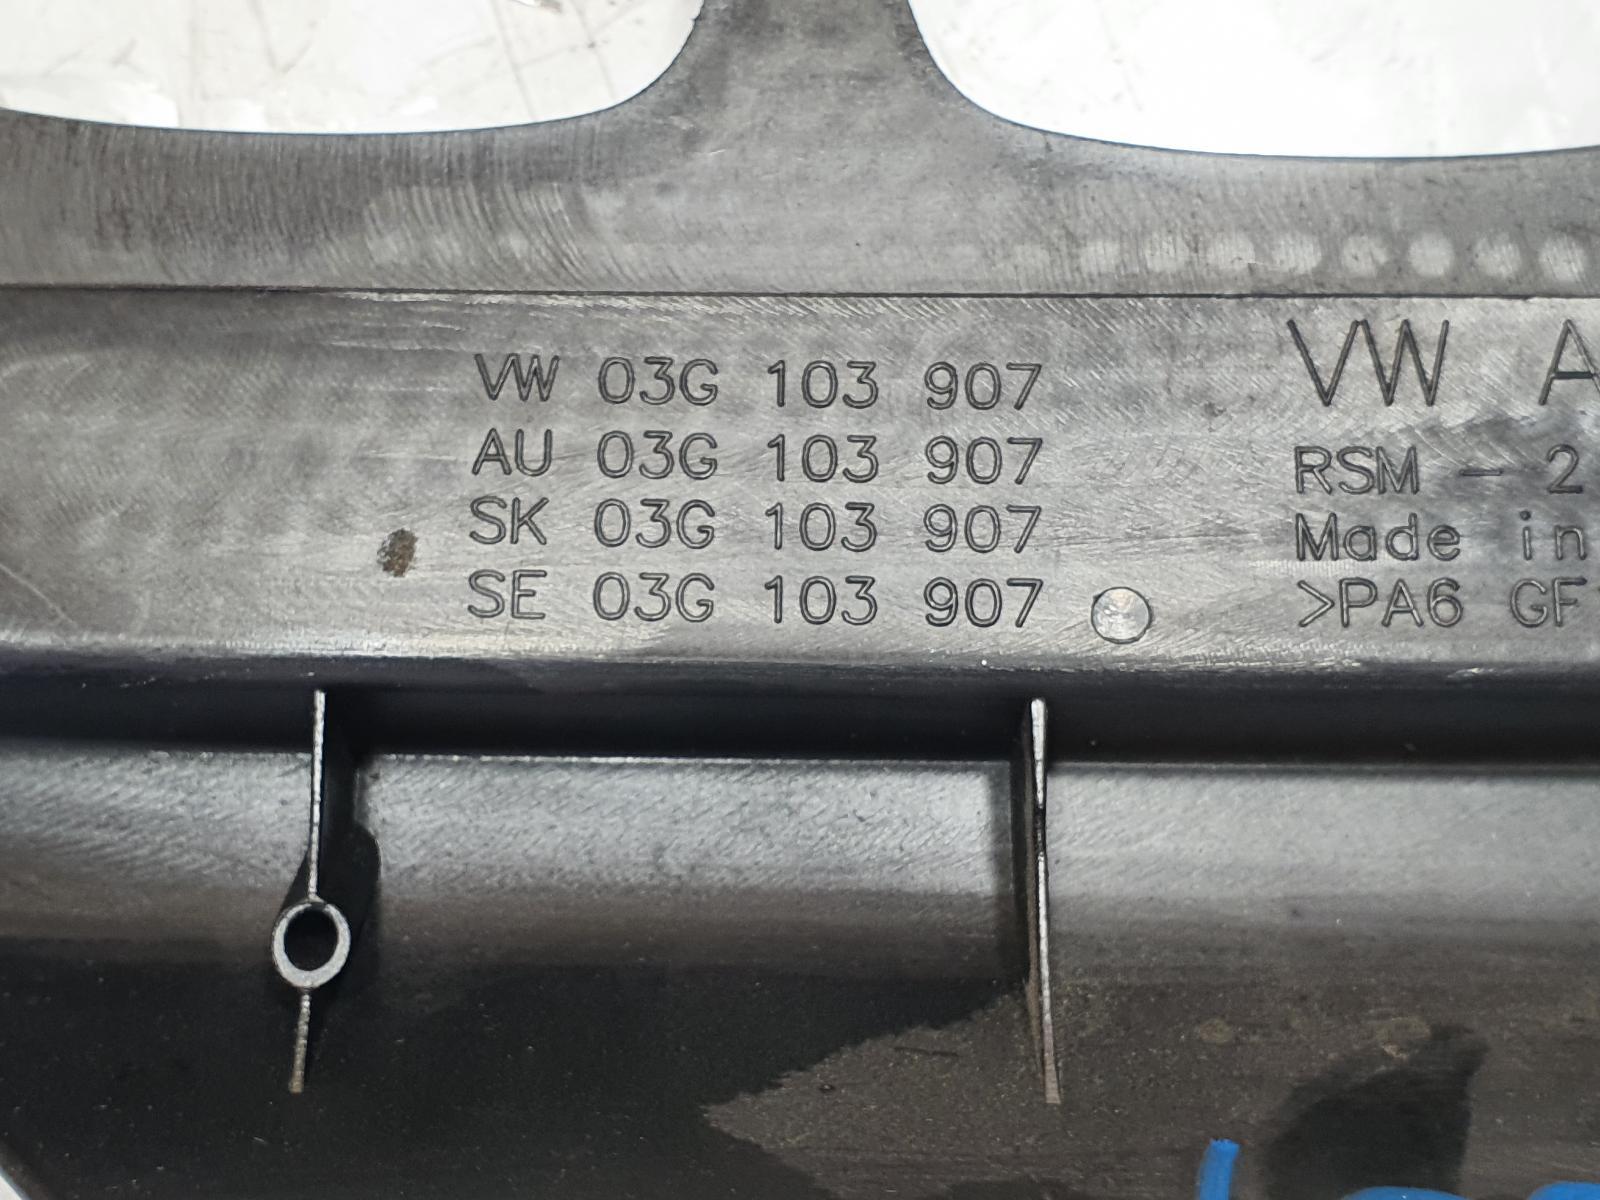 VW 03G 103 907
AU 03G 103 907
SK 03G 103 907
SE 03G 103 907
VW A
RSM - 2
Made in
>PA6 GF